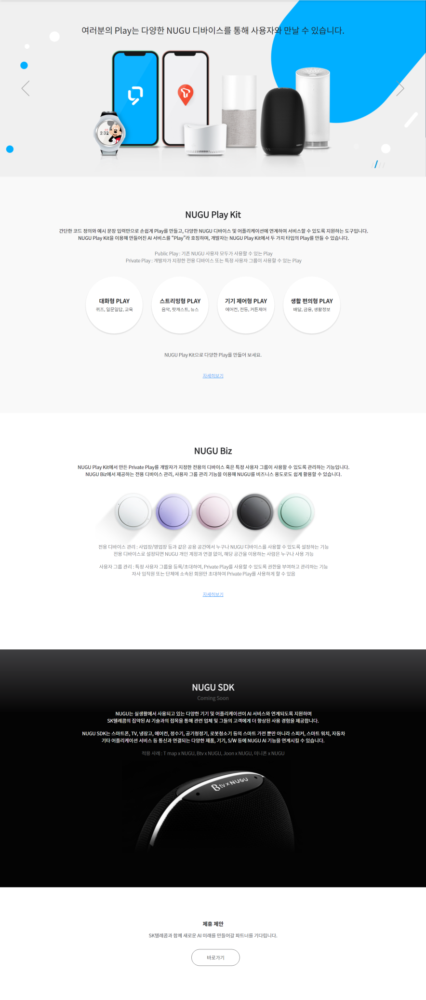 여러분의 Play는 다양한 NUGU 디바이스를 통해 사용자와 만날 수 있습니다.
2:32
NUGU Play Kit
간단한 코드 정의와 예시 문장 입력만으로 손쉽게 Play를 만들고, 다양한 NUGU 디바이스 및 어플리케이션에 연계하여 서비스할 수 있도록 지원하는 도구입니다.
NUGU Play Kit을 이용해 만들어진 AI 서비스를 “Play”라 호칭하며, 개발자는 NUGU Play Kit에서 두 가지 타입의 Play를 만들 수 있습니다.
Public Play : 기존 NUGU 사용자 모두가 사용할 수 있는 Play
Private Play : 개발자가 지정한 전용 디바이스 또는 특정 사용자 그룹이 사용할 수 있는 Play
대화형 PLAY
퀴즈, 일문일답, 교육
스트리밍형 PLAY
음악, 팟캐스트, 뉴스
기기 제어형 PLAY
에어컨, 전등, 커튼제어
생활 편의형 PLAY
배달, 금융, 생활정보
NUGU Play Kit으로 다양한 Play를 만들어 보세요.
자세히보기
NUGU Biz
NUGU Play Kit에서 만든 Private Play를 개발자가 지정한 전용의 디바이스 혹은 특정 사용자 그룹이 사용할 수 있도록 관리하는 기능입니다.
NUGU Biz에서 제공하는 전용 디바이스 관리, 사용자 그룹 관리 기능을 이용해 NUGU를 비즈니스 용도로도 쉽게 활용할 수 있습니다.
전용 디바이스 관리 : 사업장/영업장 등과 같은 공용 공간에서 누구나 NUGU 디바이스를 사용할 수 있도록 설정하는 기능
전용 디바이스로 설정되면 NUGU 개인 계정과 연결 없이, 해당 공간을 이용하는 사람은 누구나 사용 가능
사용자 그룹 관리 : 특정 사용자 그룹을 등록/초대하여, Private Play를 사용할 수 있도록 권한을 부여하고 관리하는 기능
자사 임직원 또는 단체에 소속된 회원만 초대하여 Private Play를 사용하게 할 수 있음
자세히보기
NUGU SDK
Coming Soon
NUGU는 실생활에서 사용되고 있는 다양한 기기 및 어플리케이션이 AI 서비스와 연계되도록 지원하며
SK텔레콤의 집약된 AI 기술과의 접목을 통해 관련 업체 및 그들의 고객에게 더 향상된 사용 경험을 제공합니다.
NUGU SDK는 스마트폰, TV, 냉장고, 에어컨, 정수기, 공기청정기, 로봇청소기 등의 스마트 가전 뿐만 아니라 스피커, 스마트 워치, 자동차
기타 어플리케이션 서비스 등 통신과 연결되는 다양한 제품, 기기, S/W 등에 NUGU AI 기능을 연계시킬 수 있습니다.
적용 사례 : T map x NUGU, Btv x NUGU, Joon x NUGU, 미니폰 x NUGU
Btv x NUGU
제휴 제안
SK텔레콤과 함께 새로운 AI 미래를 만들어갈 파트너를 기다립니다.
바로가기